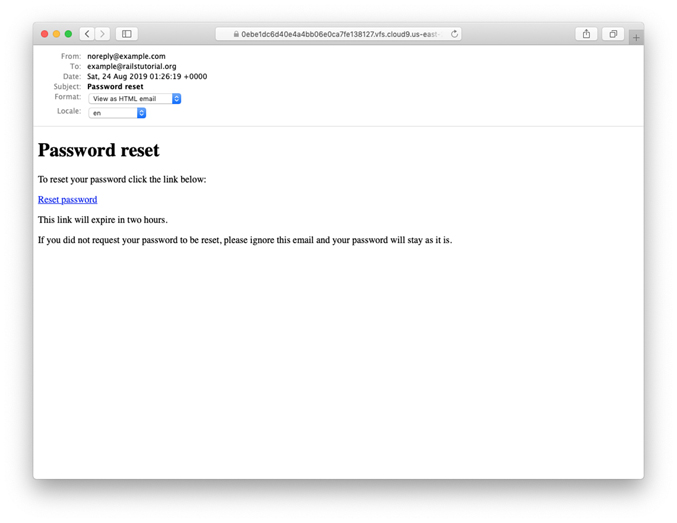 0ebe1dc6d40e4a4bb06e0ca7fe138127.vfs.cloud9.us-east-
From: noreply@example.com
To: example@railstutorial.org
Date: Sat, 24 Aug 2019 01:26:19 +0000
Subject: Password reset
Format: View as HTML email
Locale: en
Password reset
To reset your password click the link below:
Reset password
This link will expire in two hours.
If you did not request your password to be reset, please ignore this email and your password will stay as it is.